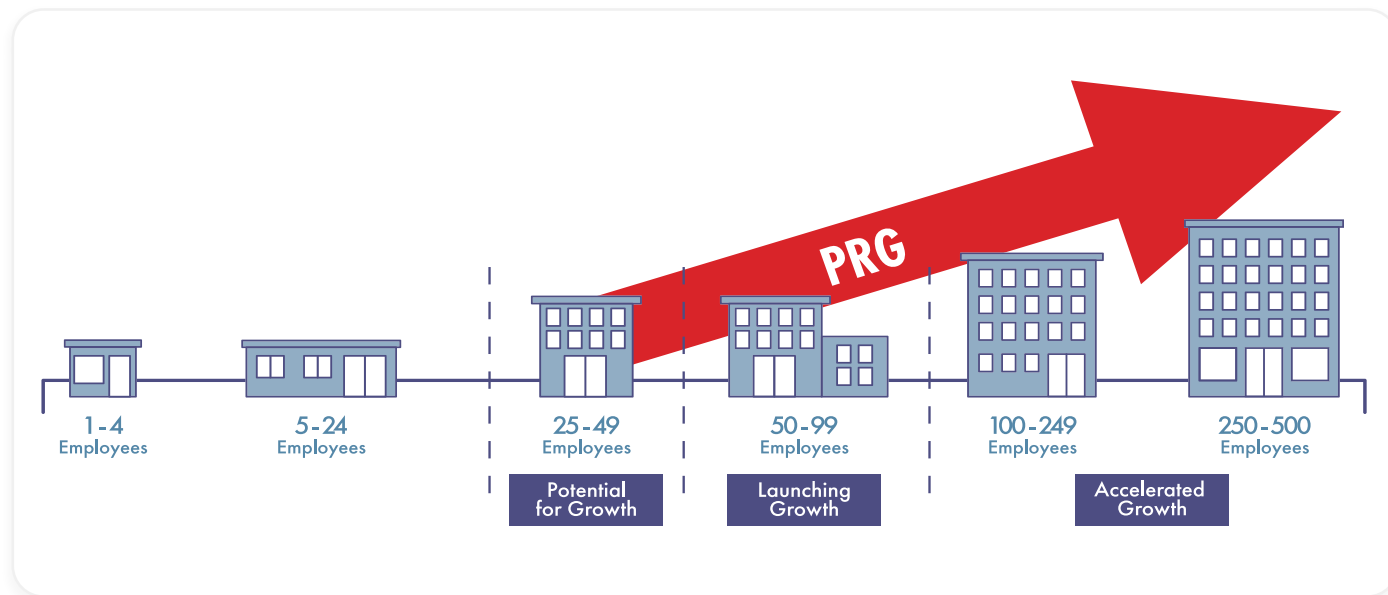 PRG
1-4
Employees
5-24
Employees
25-49
Employees
50-99
Employees
100-249
Employees
250-500
Employees
Potential
for Growth
Launching
Growth
Accelerated
Growth